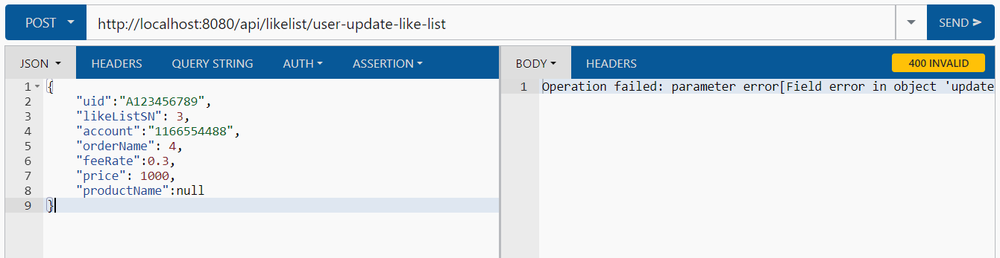 POST http://localhost:8080/api/likelist/user-update-like-list SEND
JSON HEADERS QUERY STRING AUTH ASSERTION BODY HEADERS 400 INVALID
1 {
2 "uid":"A123456789",
3 "likeListSN": 3,
4 "account":"1166554488",
5 "orderName": 4,
6 "feeRate":0.3,
7 "price": 1000,
8 "productName":null
9 }
1 Operation failed: parameter error[Field error in object 'update